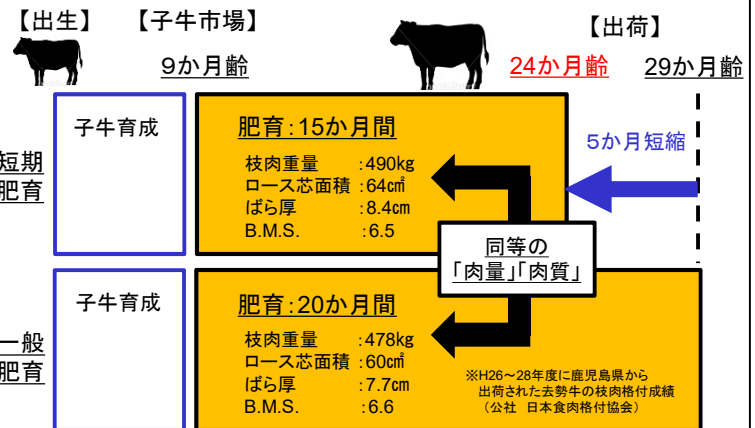 【出生】 【子牛市場】 【出荷】
9か月齢 24か月齢 29か月齢
短期
肥育
子牛育成
肥育:15か月間
枝肉重量 :490kg
ロース芯面積 :64㎠
ばら厚 :8.4㎝
B.M.S. :6.5
5か月短縮
同等の
「肉量」「肉質」
一般
肥育
子牛育成
肥育:20か月間
枝肉重量 :478kg
ロース芯面積 :60㎠
ばら厚 :7.7㎝
B.M.S. :6.6
※H26～28年度に鹿児島県から
出荷された去勢牛の枝肉格付成績
（公社 日本食肉格付協会）